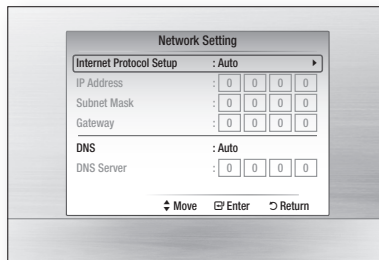 Network Setting
Internet Protocol Setup : Auto
IP Address : 0 0 0 0
Subnet Mask : 0 0 0 0
Gateway : 0 0 0 0
DNS : Auto
DNS Server : 0 0 0 0
Move Enter Return